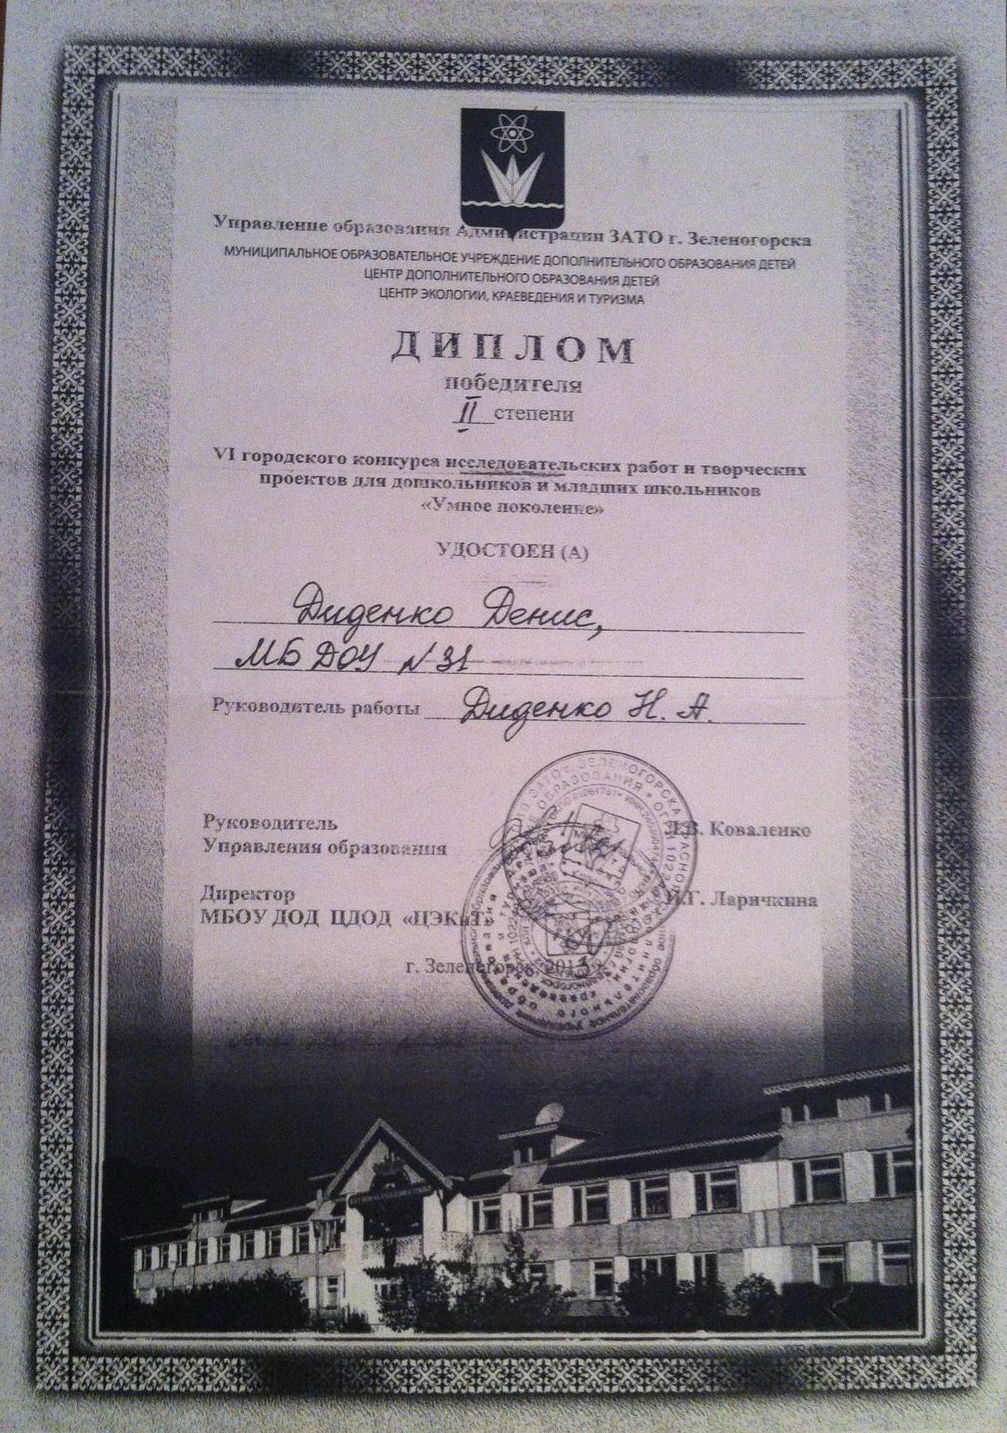 Управление образования Администрации ЗАТО г. Зеленогорска
МУНИЦИПАЛЬНОЕ ОБРАЗОВАТЕЛЬНОЕ УЧРЕЖДЕНИЕ ДОПОЛНИТЕЛЬНОГО ОБРАЗОВАНИЯ ДЕТЕЙ
ЦЕНТР ДОПОЛНИТЕЛЬНОГО ОБРАЗОВАНИЯ ДЕТЕЙ
ЦЕНТР ЭКОЛОГИИ, КРАЕВЕДЕНИЯ И ТУРИЗМА
ДИПЛОМ
победителя
II степени
VI городского конкурса исследовательских работ и творческих
проектов для дошкольников и младших школьников
«Умное поколение»
УДОСТОЕН (А)
Диденко Денис,
МБ ДОУ №31
Руководитель работы Диденко Н. А.
Руководитель
Управления образования
Л.В. Коваленко
Директор
МБОУ ДОД ЦДОД «ЦЭКиТ»
Ларичкина
г. Зеленогорск, 2013